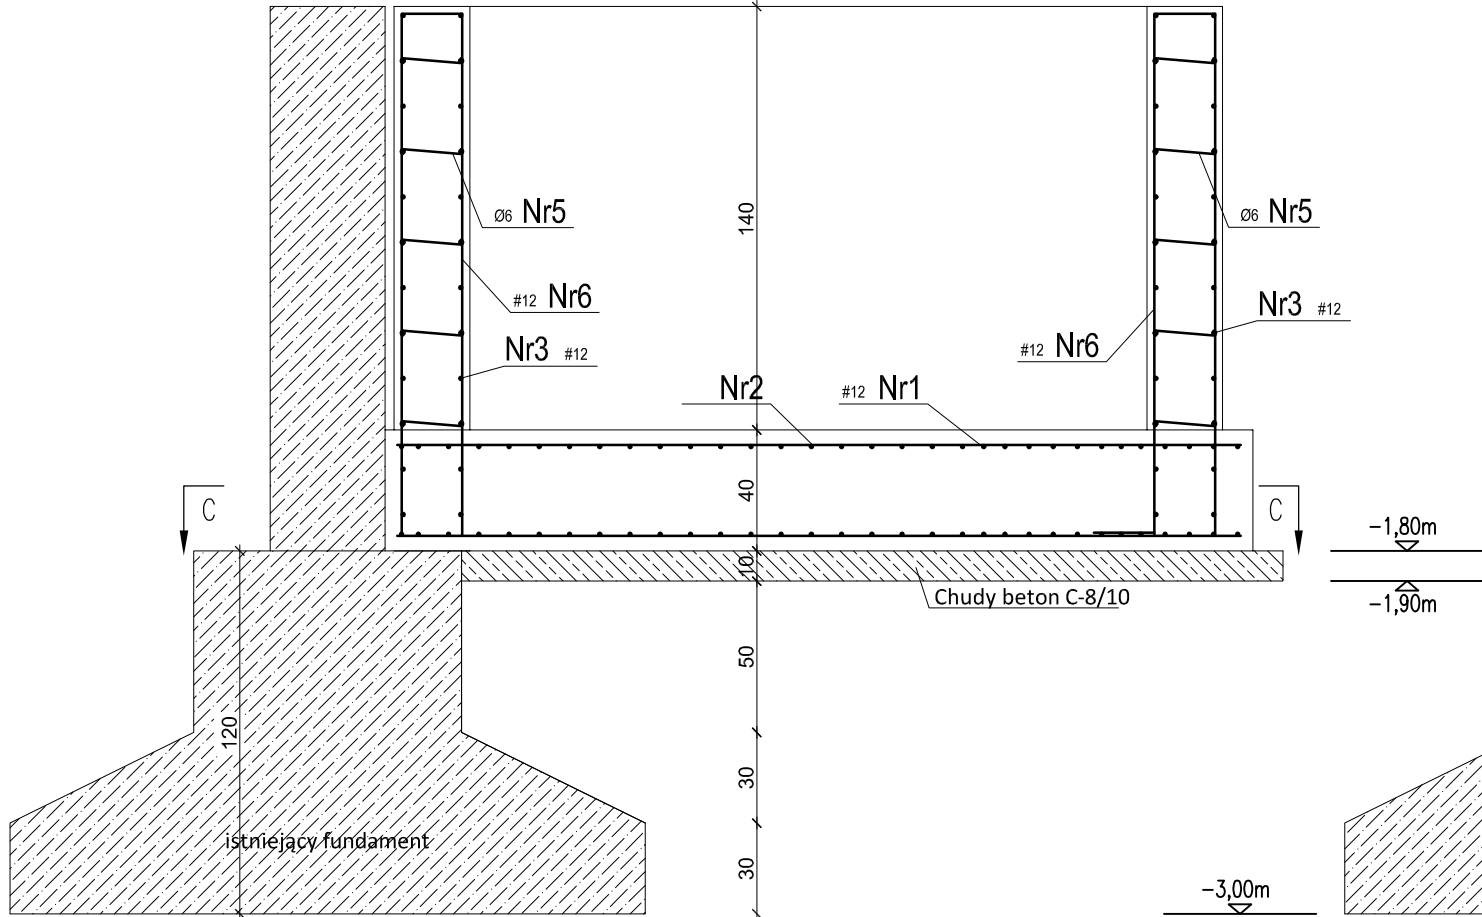 140
Ø6 Nr5
Ø6 Nr5
#12 Nr6
Nr3 #12
#12 Nr6
Nr3 #12
Nr2
#12 Nr1
40
C
C
-1,80m
10
-1,90m
Chudy beton C-8/10
50
120
30
istniejący fundament
30
-3,00m